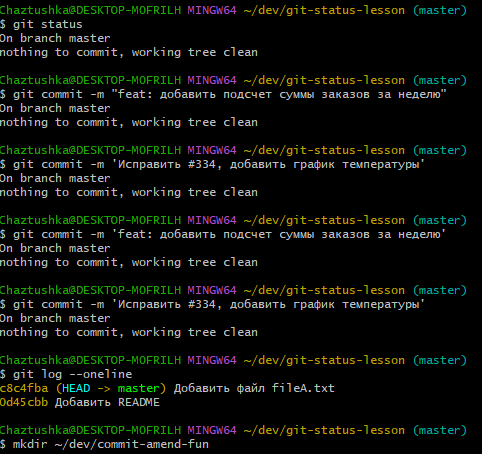 Chaztushka@DESKTOP-MOFRILH MINGW64 ~/dev/git-status-lesson (master)
$ git status
On branch master
nothing to commit, working tree clean
Chaztushka@DESKTOP-MOFRILH MINGW64 ~/dev/git-status-lesson (master)
$ git commit -m "feat: добавить подсчет суммы заказов за неделю"
On branch master
nothing to commit, working tree clean
Chaztushka@DESKTOP-MOFRILH MINGW64 ~/dev/git-status-lesson (master)
$ git commit -m 'Исправить #334, добавить график температуры'
On branch master
nothing to commit, working tree clean
Chaztushka@DESKTOP-MOFRILH MINGW64 ~/dev/git-status-lesson (master)
$ git commit -m 'feat: добавить подсчет суммы заказов за неделю'
On branch master
nothing to commit, working tree clean
Chaztushka@DESKTOP-MOFRILH MINGW64 ~/dev/git-status-lesson (master)
$ git commit -m 'Исправить #334, добавить график температуры'
On branch master
nothing to commit, working tree clean
Chaztushka@DESKTOP-MOFRILH MINGW64 ~/dev/git-status-lesson (master)
$ git log --oneline
c8c4fba (HEAD -> master) Добавить файл fileA.txt
0d45cbb Добавить README
Chaztushka@DESKTOP-MOFRILH MINGW64 ~/dev/git-status-lesson (master)
$ mkdir ~/dev/commit-amend-fun